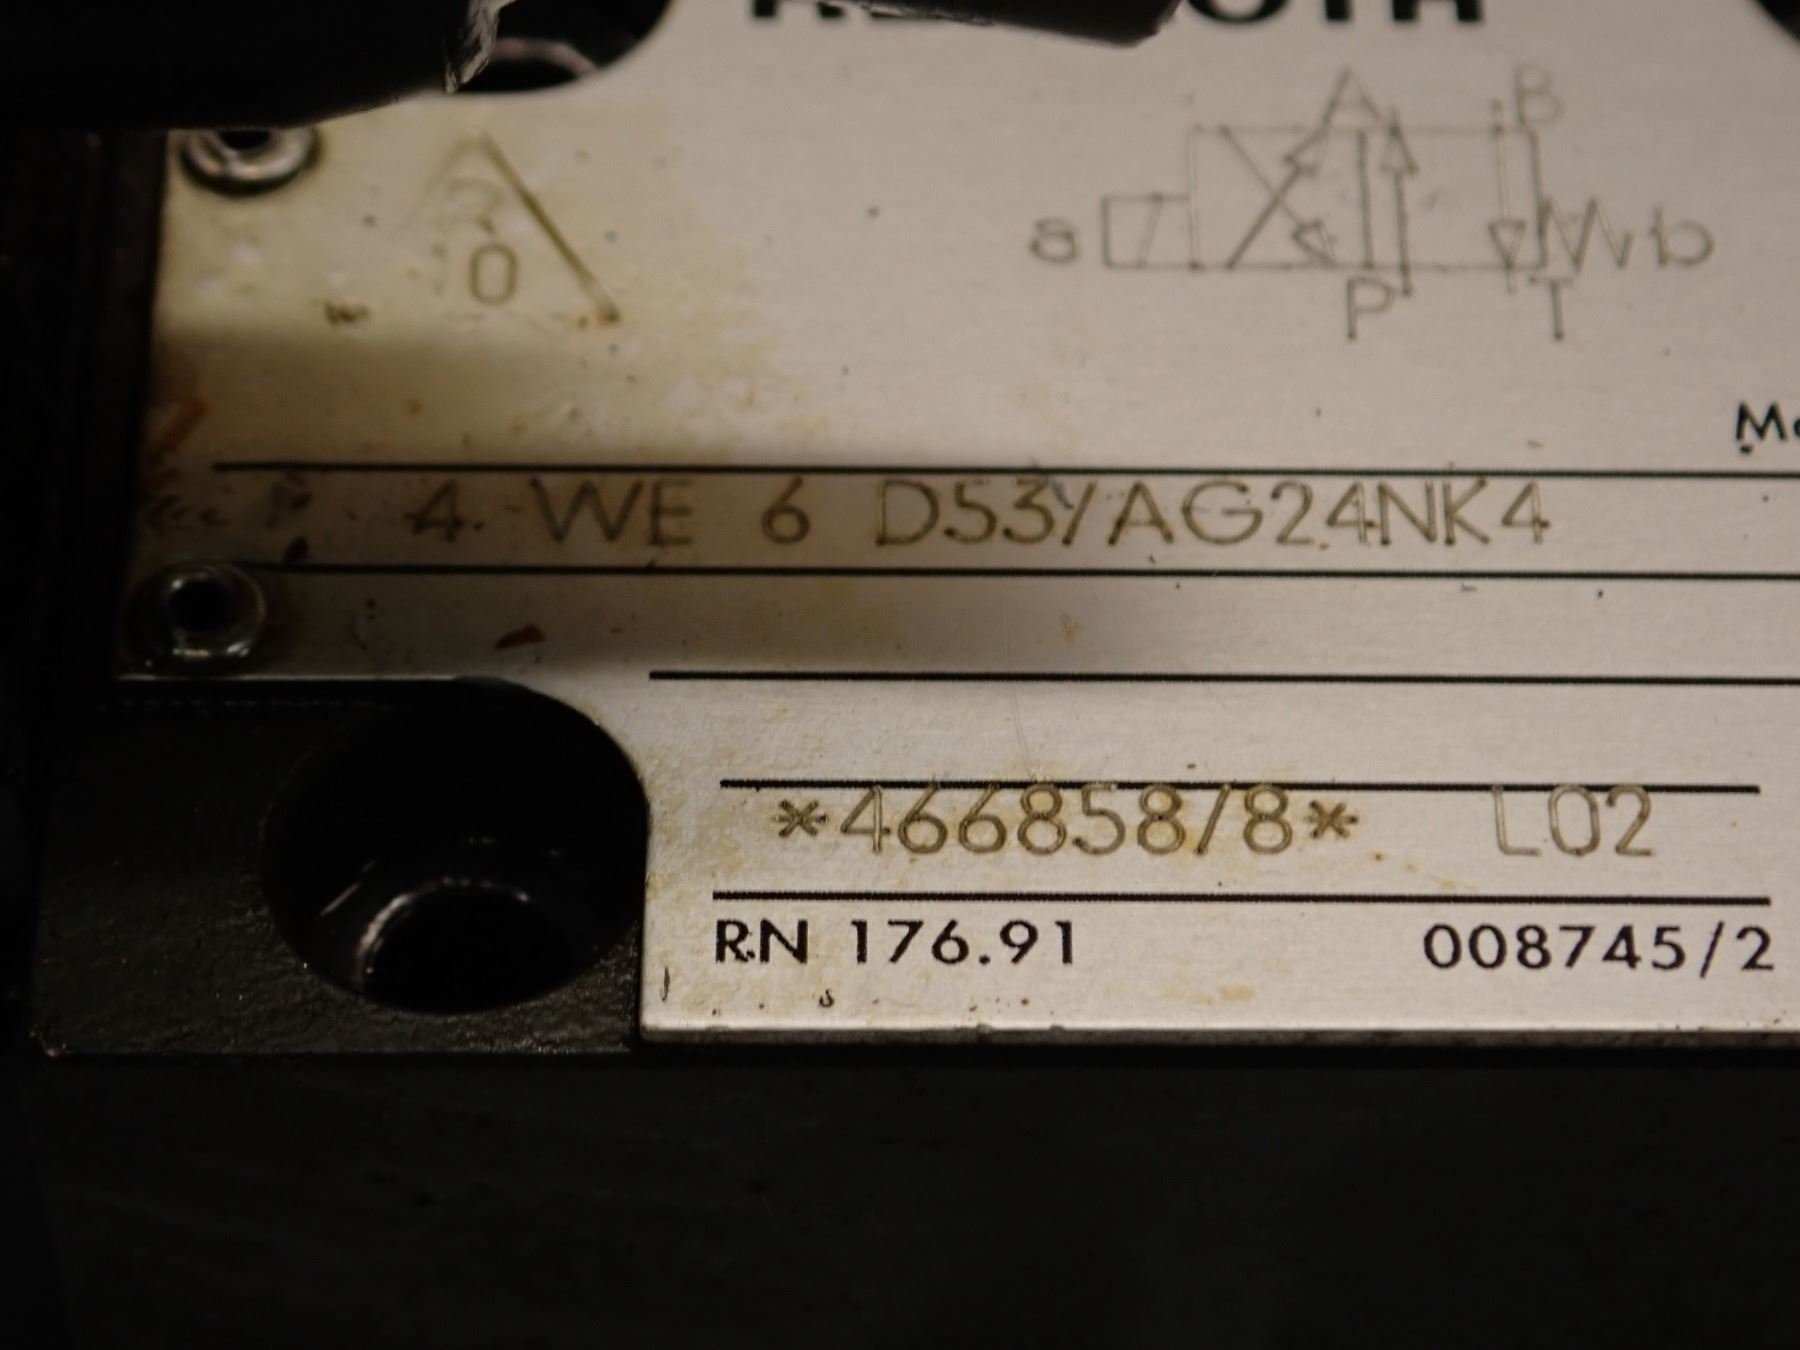 A B
0
a b
P T
4 WE 6 D53/AG24NK4
*466858/8* L02
RN 176.91 008745/2